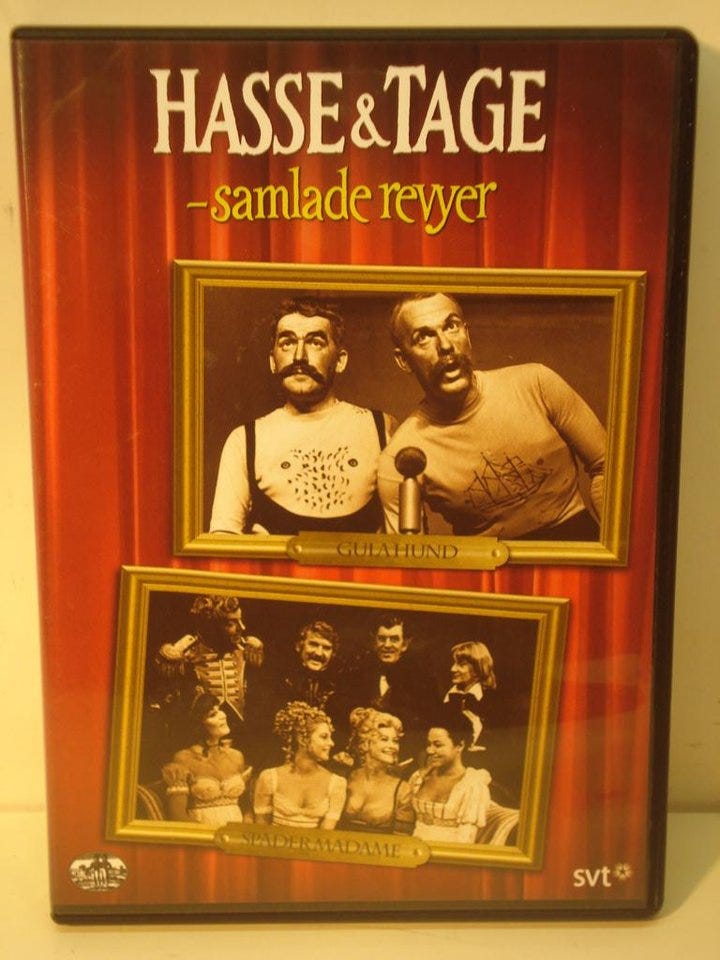 HASSE & TAGE
-samlade revyer
GULA HUND
SPADER MADAME
svt